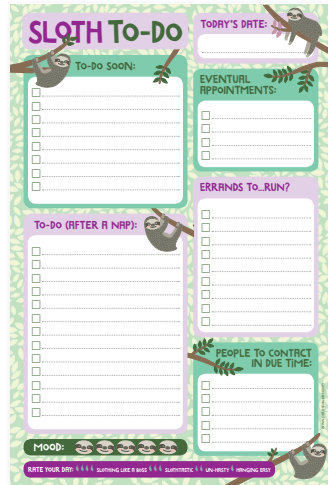 SLOTH TO-DO
TODAY'S DATE:
TO-DO SOON:
EVENTUAL
APPOINTMENTS:
ERRANDS TO...RUN?
TO-DO (AFTER A NAP):
PEOPLE TO CONTACT
IN DUE TIME:
MOOD:
RATE YOUR DAY: SLOTHING LIKE A BOSS SLOTHTASTIC UN-HASTY HANGING EASY